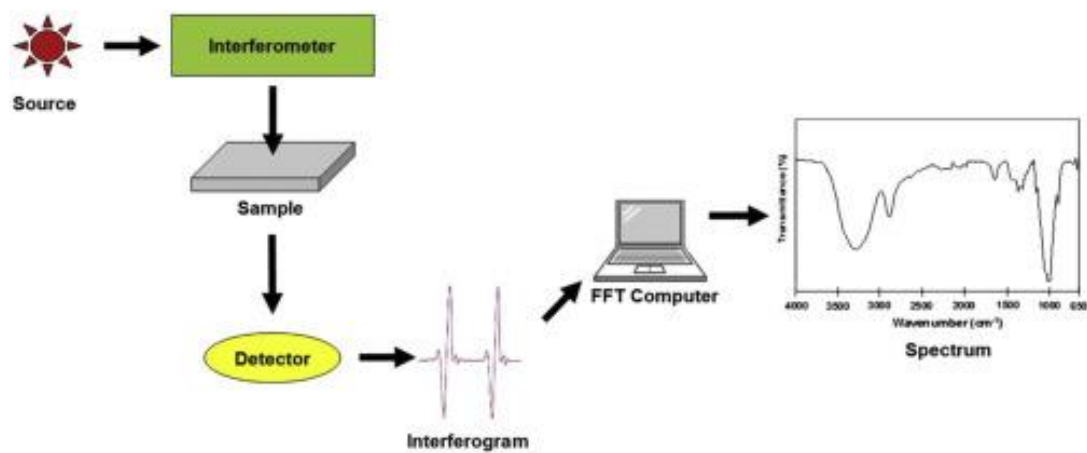 Interferometer
Source
Sample
FFT Computer
Detector
Interferogram
Transmittance (%)
4000 3500 3000 2500 2000 1500 1000 650
Wavenumber (cm⁻¹)
Spectrum